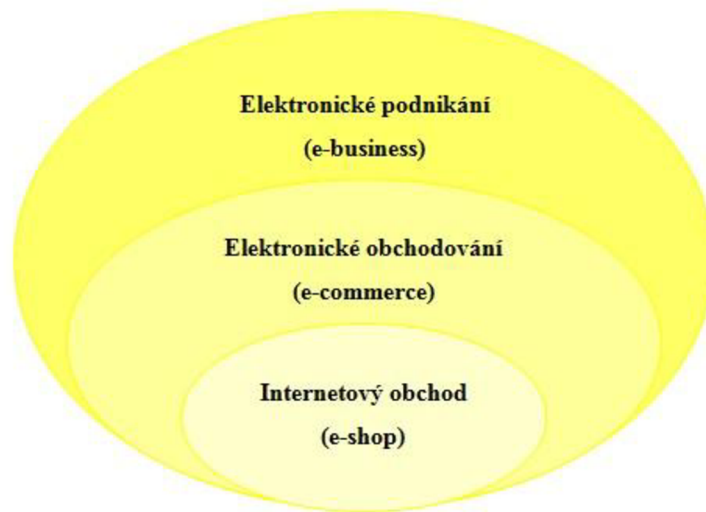 Elektronické podnikání
(e-business)
Elektronické obchodování
(e-commerce)
Internetový obchod
(e-shop)